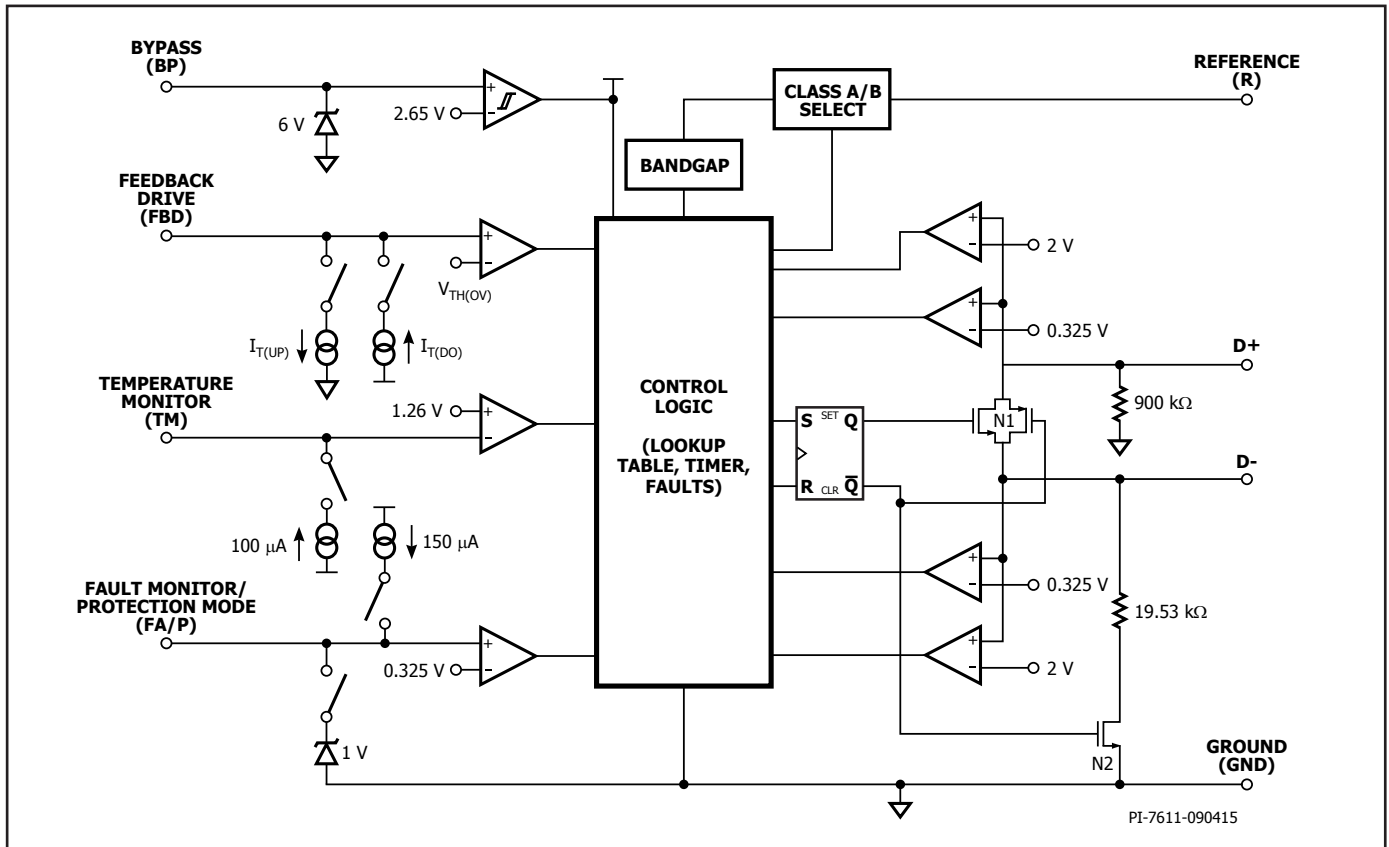 BYPASS
(BP)
6 V
2.65 V
+
-
CLASS A/B
SELECT
REFERENCE
(R)
BANDGAP
FEEDBACK
DRIVE
(FBD)
+
-
VTH(OV)
IT(UP)
IT(DO)
+
-
2 V
+
-
0.325 V
D+
900 kΩ
TEMPERATURE
MONITOR
(TM)
1.26 V
+
-
100 µA
150 µA
CONTROL
LOGIC
(LOOKUP
TABLE, TIMER,
FAULTS)
S SET Q
R CLR Q̅
N1
D-
+
-
0.325 V
19.53 kΩ
+
-
2 V
FAULT MONITOR/
PROTECTION MODE
(FA/P)
0.325 V
+
-
1 V
N2
GROUND
(GND)
PI-7611-090415